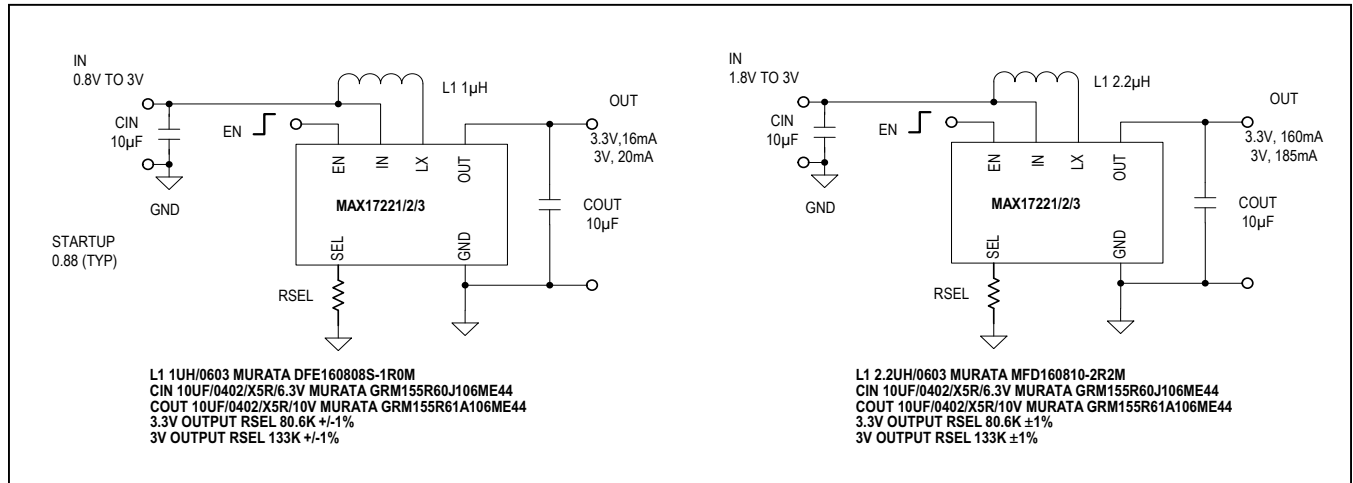 IN
0.8V TO 3V
L1 1µH
OUT
CIN
10µF
EN
3.3V,16mA
3V, 20mA
EN
IN
LX
OUT
MAX17221/2/3
COUT
10µF
GND
STARTUP
0.88 (TYP)
SEL
GND
RSEL
L1 1UH/0603 MURATA DFE160808S-1R0M
CIN 10UF/0402/X5R/6.3V MURATA GRM155R60J106ME44
COUT 10UF/0402/X5R/10V MURATA GRM155R61A106ME44
3.3V OUTPUT RSEL 80.6K +/-1%
3V OUTPUT RSEL 133K +/-1%
IN
1.8V TO 3V
L1 2.2µH
OUT
CIN
10µF
EN
3.3V, 160mA
3V, 185mA
EN
IN
LX
OUT
MAX17221/2/3
COUT
10µF
GND
SEL
GND
RSEL
L1 2.2UH/0603 MURATA MFD160810-2R2M
CIN 10UF/0402/X5R/6.3V MURATA GRM155R60J106ME44
COUT 10UF/0402/X5R/10V MURATA GRM155R61A106ME44
3.3V OUTPUT RSEL 80.6K ±1%
3V OUTPUT RSEL 133K ±1%